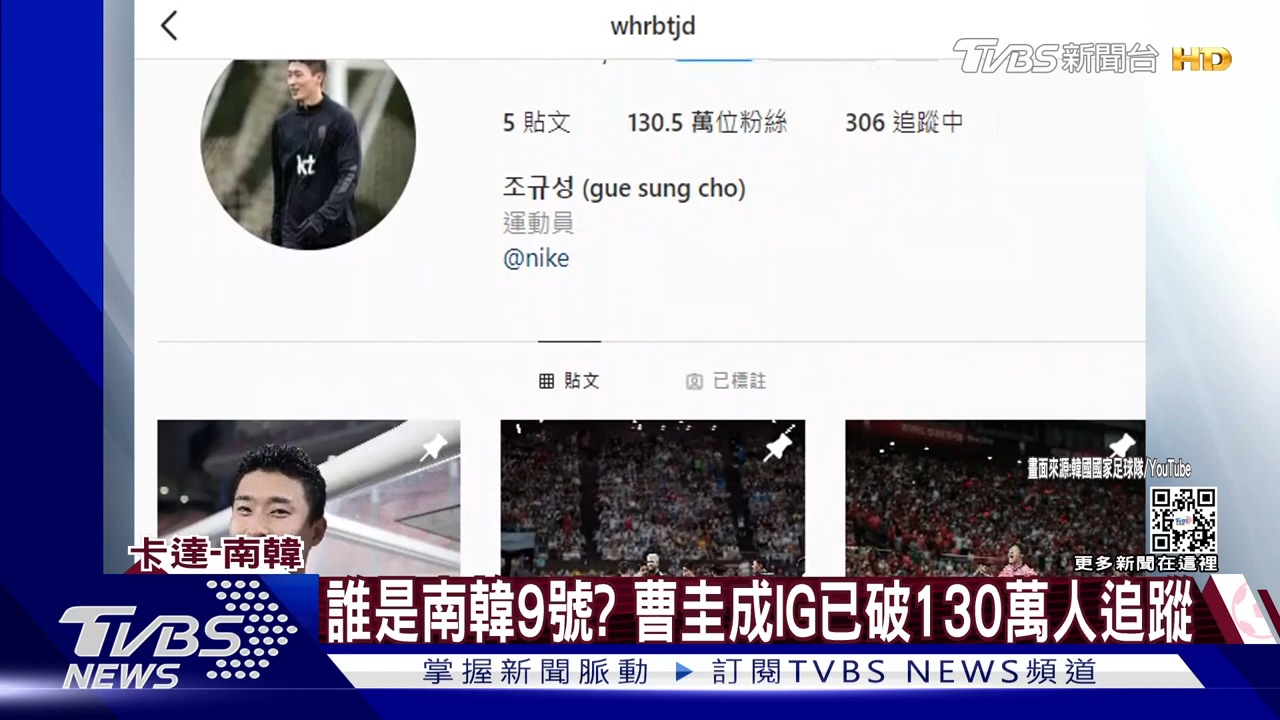 whrbtjd
TVBS新聞台 HD
5 貼文 130.5 萬位粉絲 306 追蹤中
조규성 (gue sung cho)
運動員
@nike
kt
貼文 已標註
畫面來源:韓國國家足球隊/YouTube
更多新聞在這裡
卡達-南韓
誰是南韓9號? 曹圭成IG已破130萬人追蹤
TVBS NEWS
掌握新聞脈動 ▶ 訂閱TVBS NEWS頻道